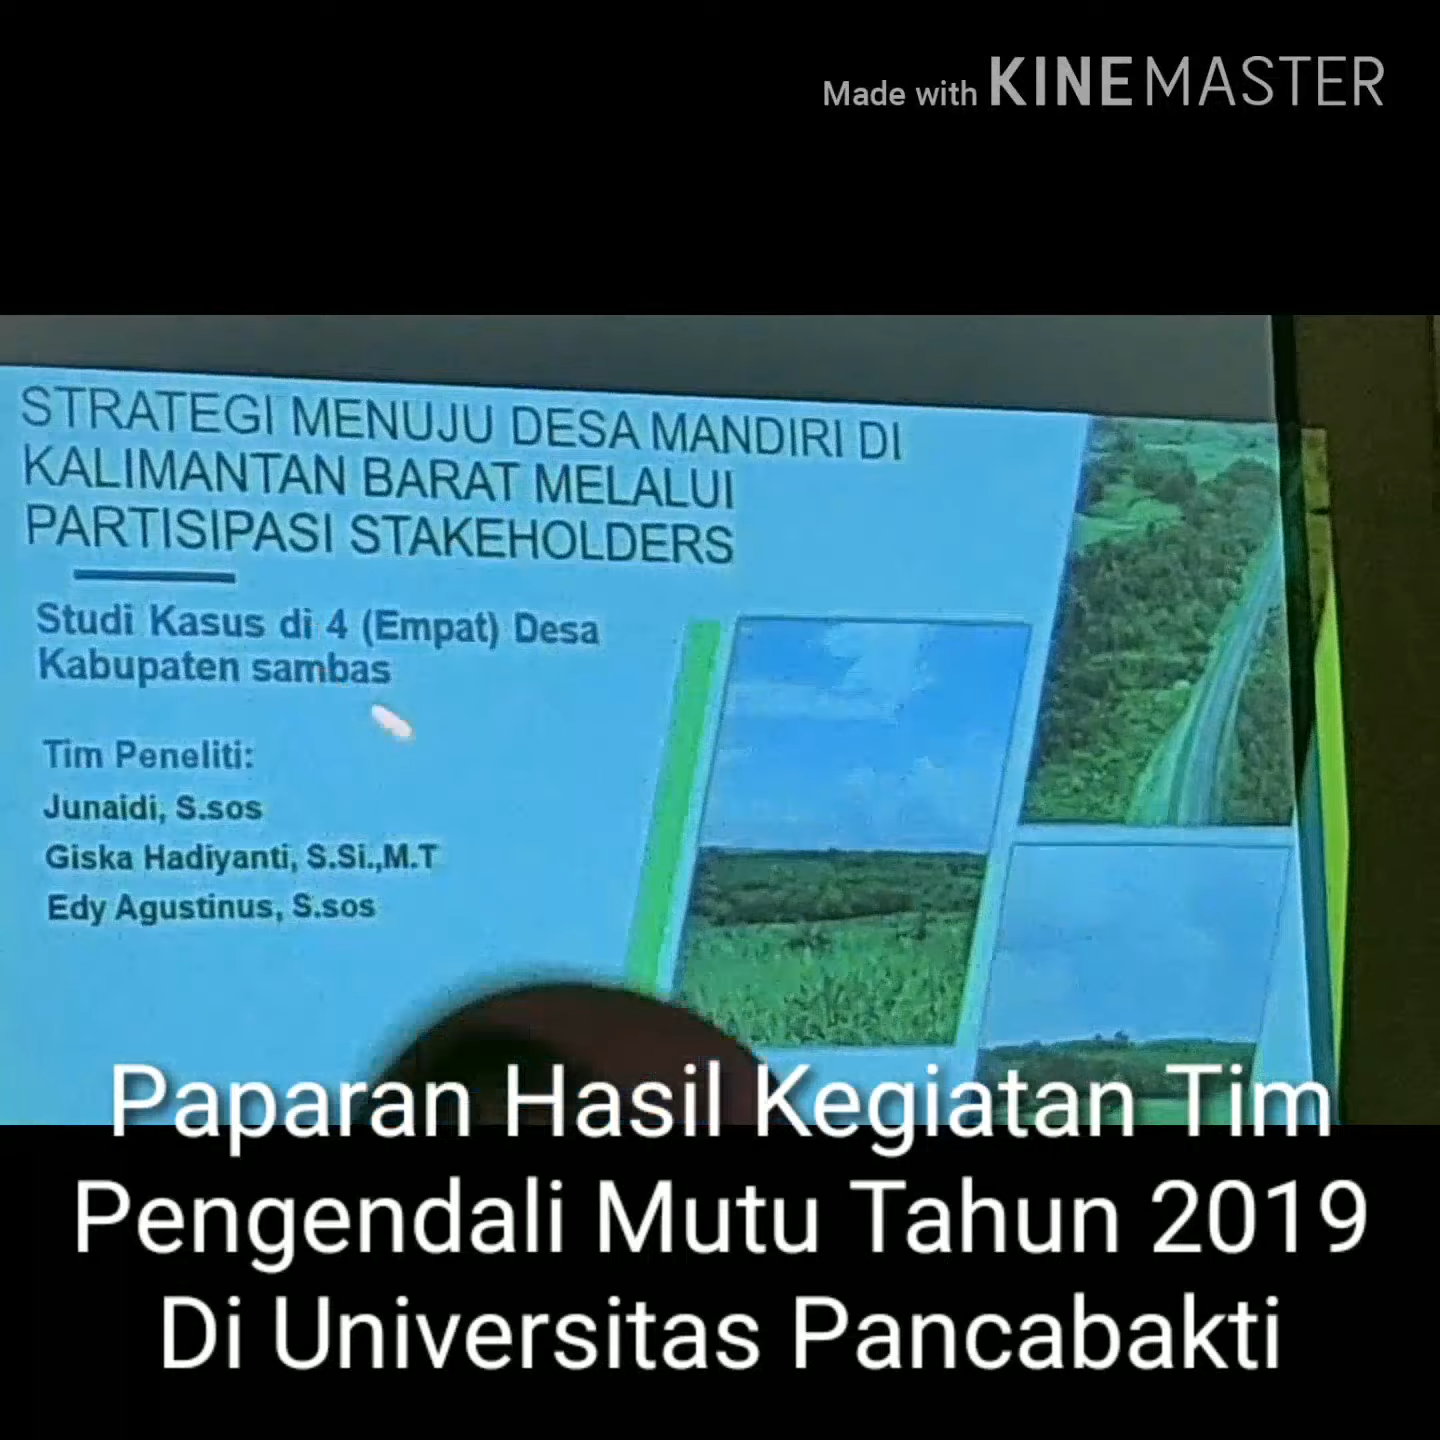 Made with KINEMASTER
STRATEGI MENUJU DESA MANDIRI DI
KALIMANTAN BARAT MELALUI
PARTISIPASI STAKEHOLDERS
Studi Kasus di 4 (Empat) Desa
Kabupaten sambas
Tim Peneliti:
Junaidi, S.sos
Giska Hadiyanti, S.Si.,M.T
Edy Agustinus, S.sos
Paparan Hasil Kegiatan Tim
Pengendali Mutu Tahun 2019
Di Universitas Pancabakti